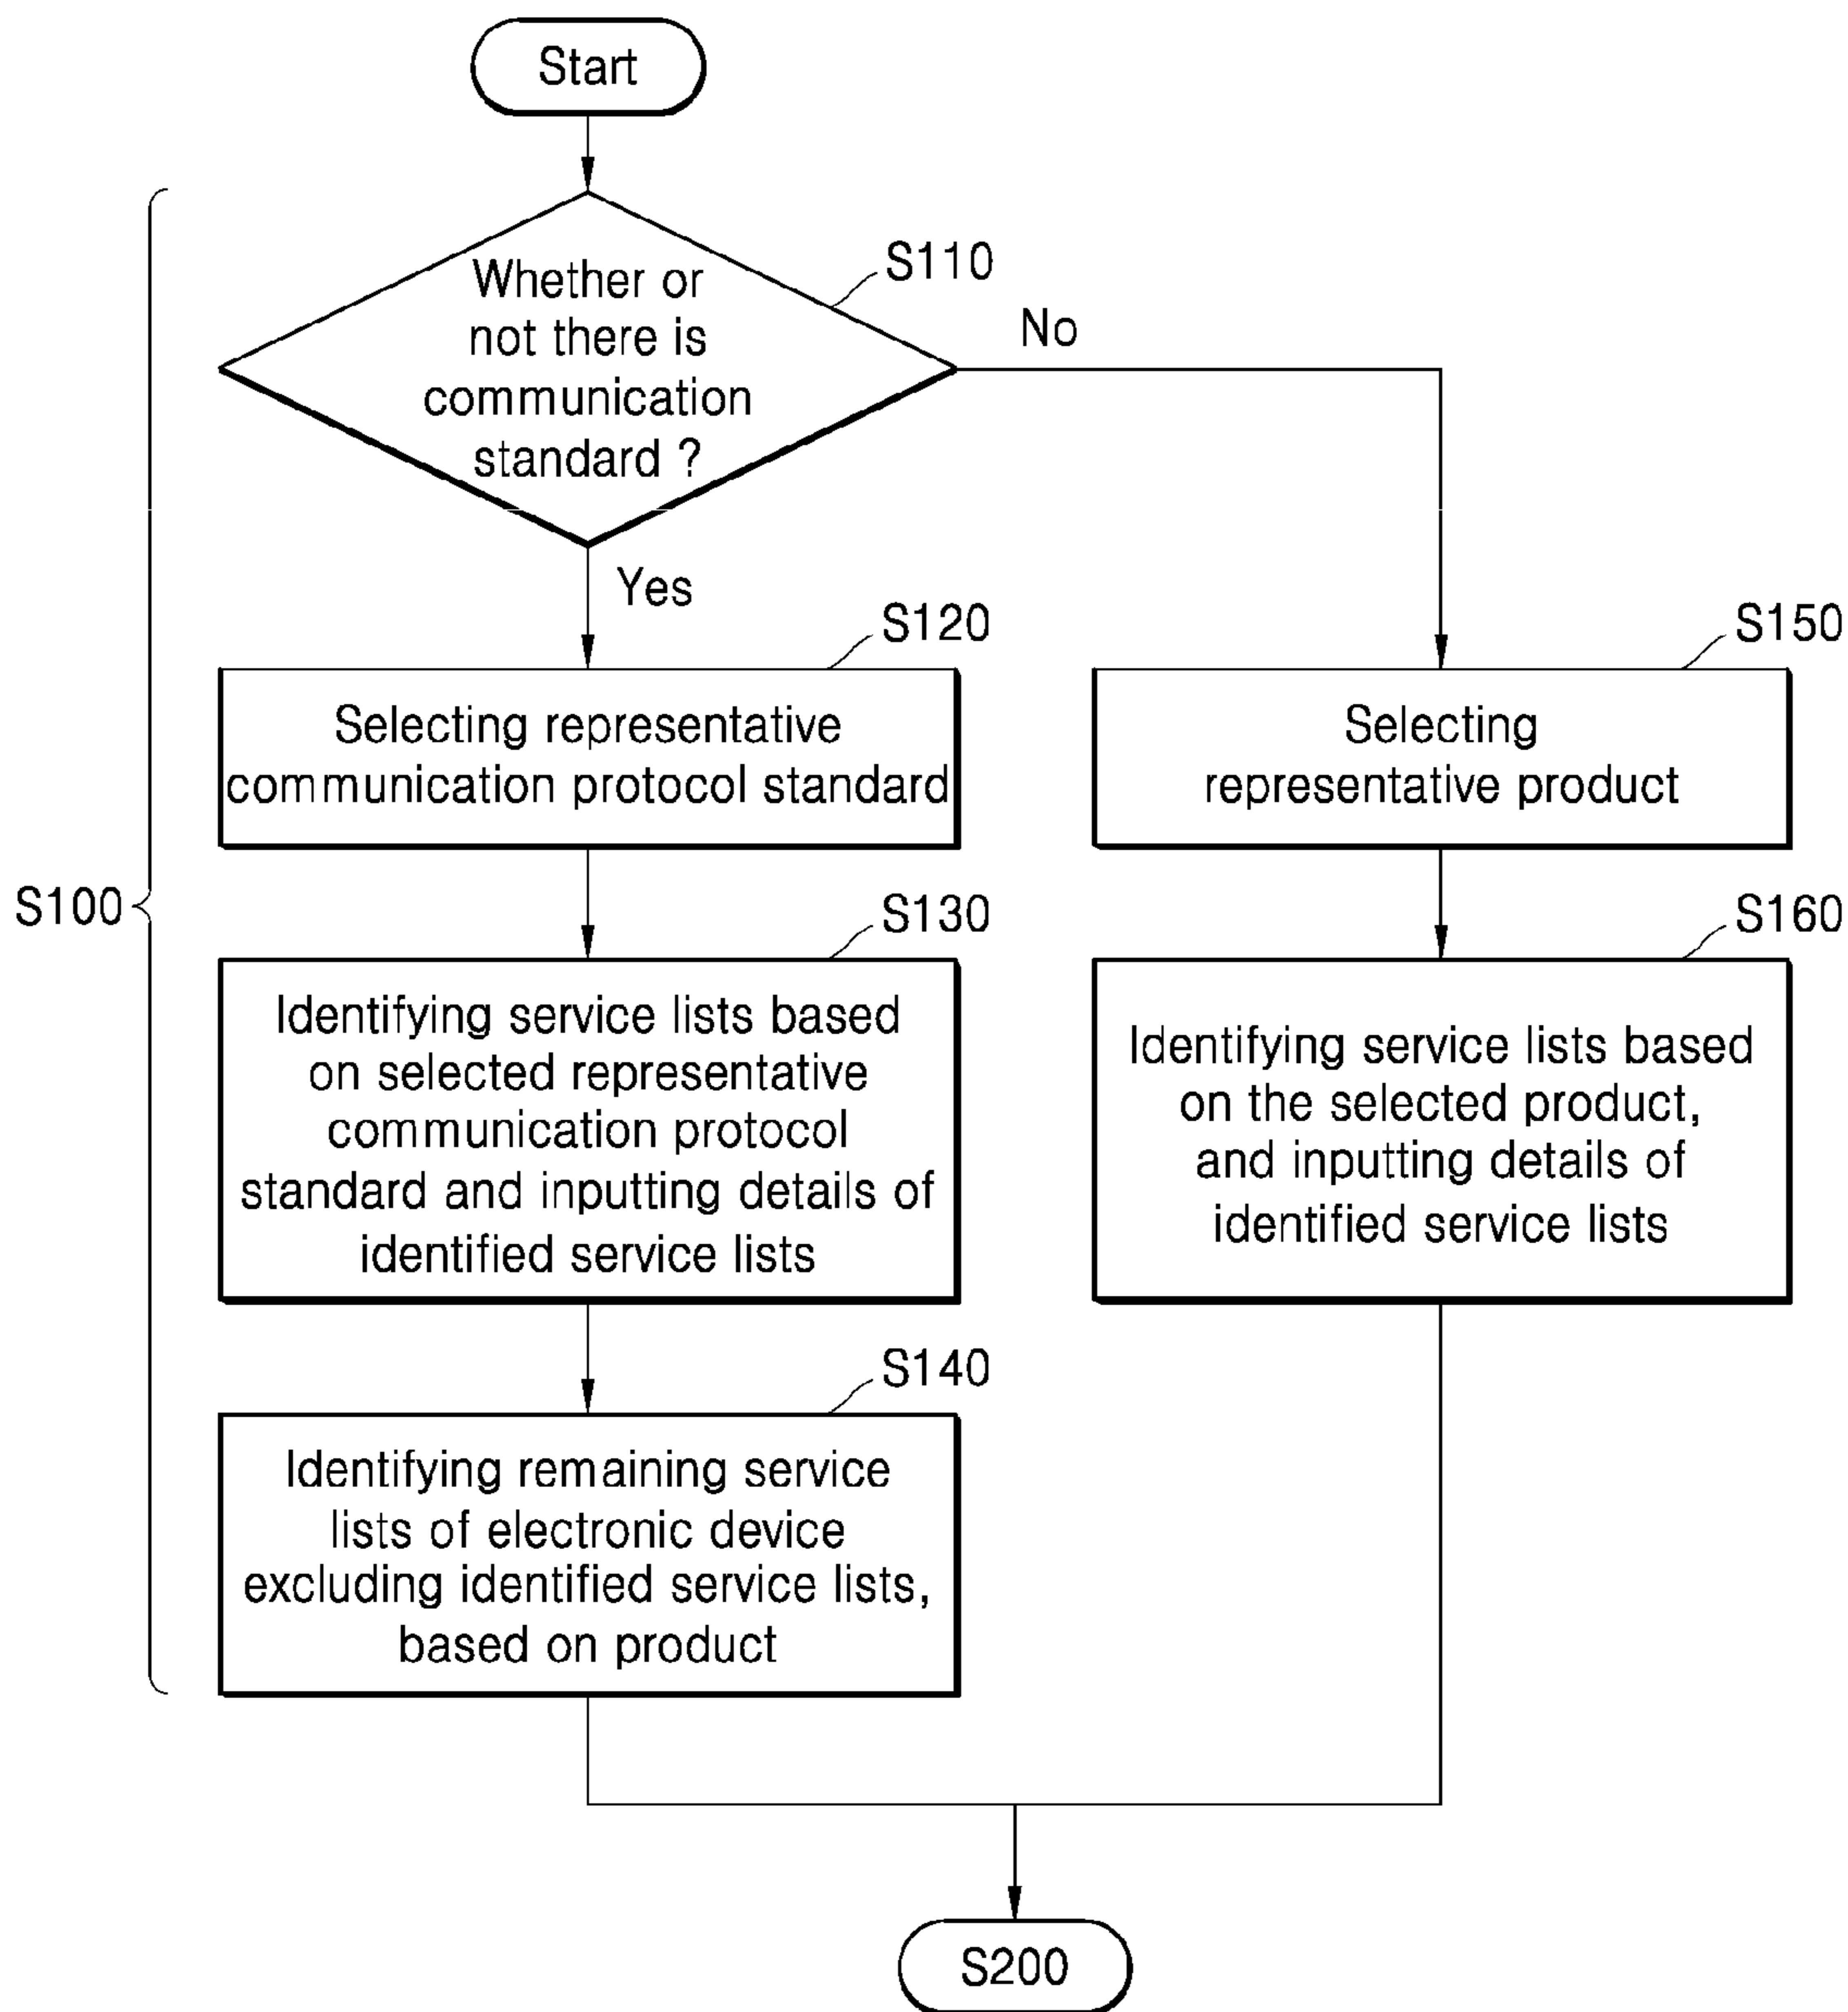 Start
S110
Whether or
not there is
communication
standard ?
No
Yes
S120
Selecting representative
communication protocol standard
S150
Selecting
representative product
S100
S130
Identifying service lists based
on selected representative
communication protocol
standard and inputting details of
identified service lists
S160
Identifying service lists based
on the selected product,
and inputting details of
identified service lists
S140
Identifying remaining service
lists of electronic device
excluding identified service lists,
based on product
S200